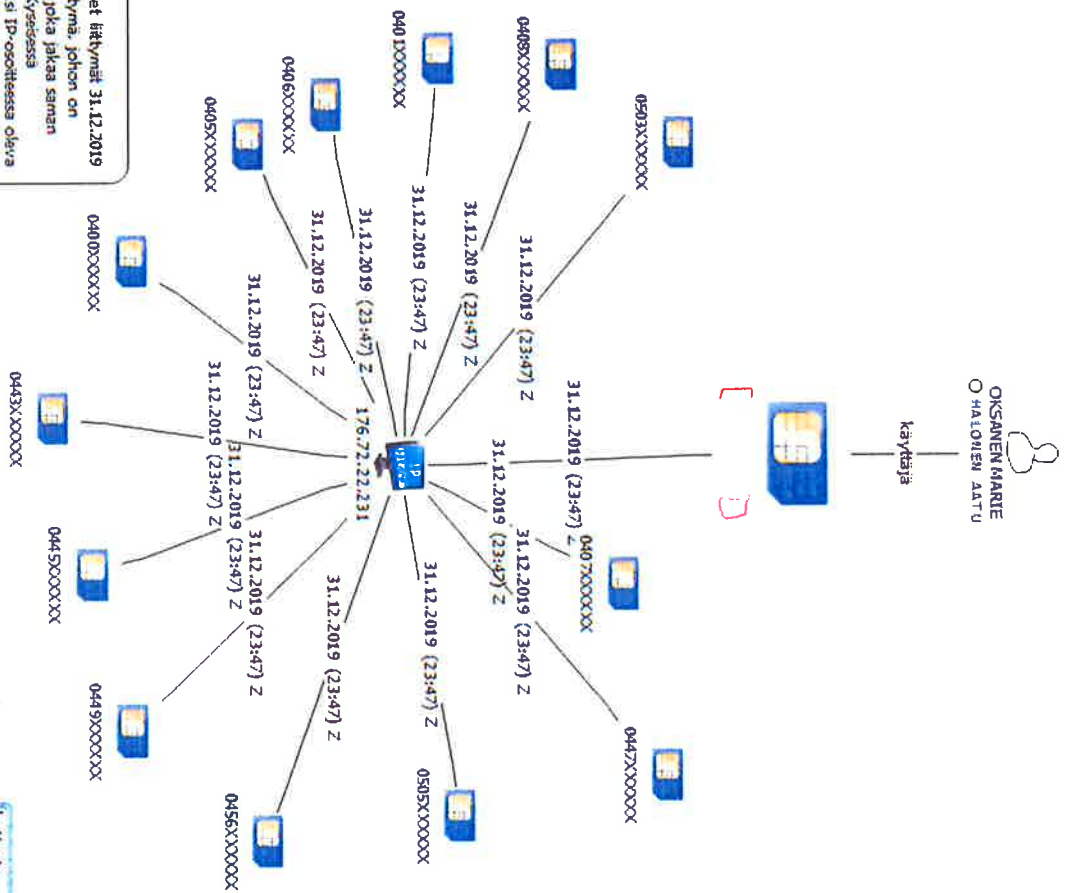 OKSANEN MARIE
HALONEN AATU
käyttäjä
0503XXXXXX
0408XXXXXX
0401XXXXXX
0406XXXXXX
0405XXXXXX
0400XXXXXX
0443XXXXXX
0445XXXXXX
0449XXXXXX
0456XXXXXX
0505XXXXXX
0447XXXXXX
0407XXXXXX
31.12.2019 (23:47) Z
31.12.2019 (23:47) Z
31.12.2019 (23:47) Z
31.12.2019 (23:47) Z
31.12.2019 (23:47) Z
31.12.2019 (23:47) Z
31.12.2019 (23:47) Z
31.12.2019 (23:47) Z
31.12.2019 (23:47) Z
31.12.2019 (23:47) Z
31.12.2019 (23:47) Z
31.12.2019 (23:47) Z
31.12.2019 (23:47) Z
31.12.2019 (23:47) Z
IP
176.72.22.231
et liittymät 31.12.2019
tymä, johon on
joka jakaa saman
kyseisessä
si IP-osoitteessa oleva